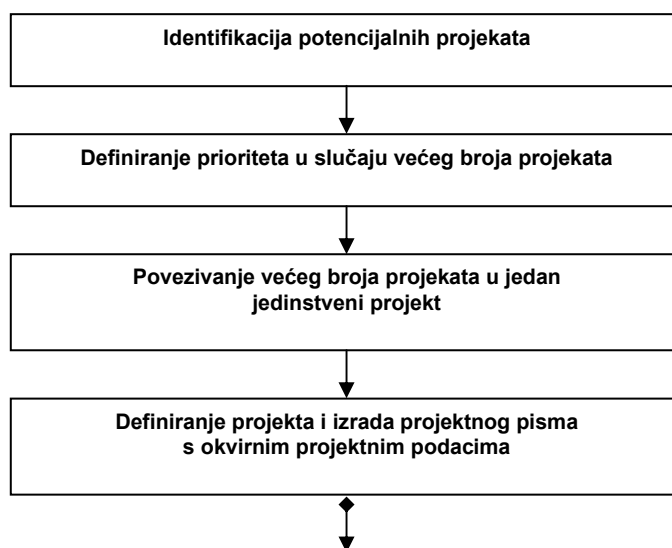 Identifikacija potencijalnih projekata
Definiranje prioriteta u slučaju većeg broja projekata
Povezivanje većeg broja projekata u jedan
jedinstveni projekt
Definiranje projekta i izrada projektnog pisma
s okvirnim projektnim podacima